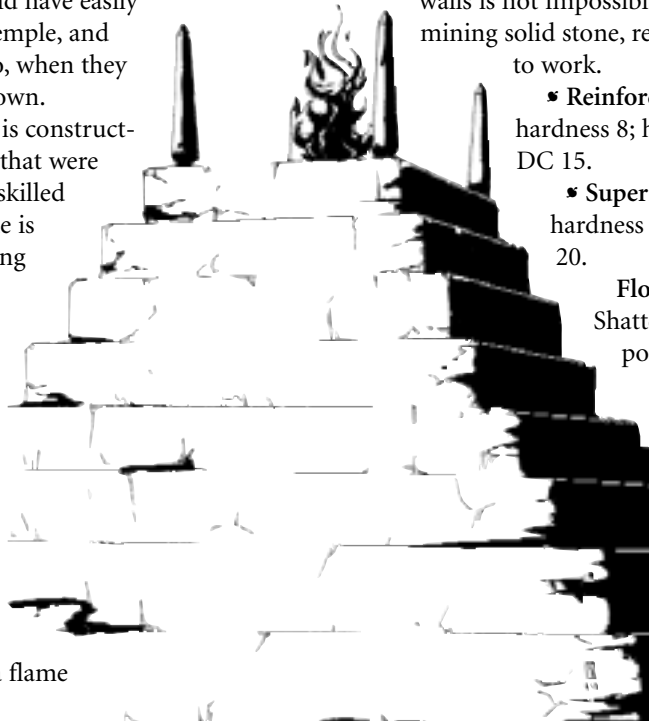 have easily
emple, and
o, when they
own.
is construct-
that were
skilled
e is
ng
flame
walls is not impossibl
mining solid stone, re
to work.
Reinfor
hardness 8; h
DC 15.
Super
hardness
20.
Flo
Shatt
po